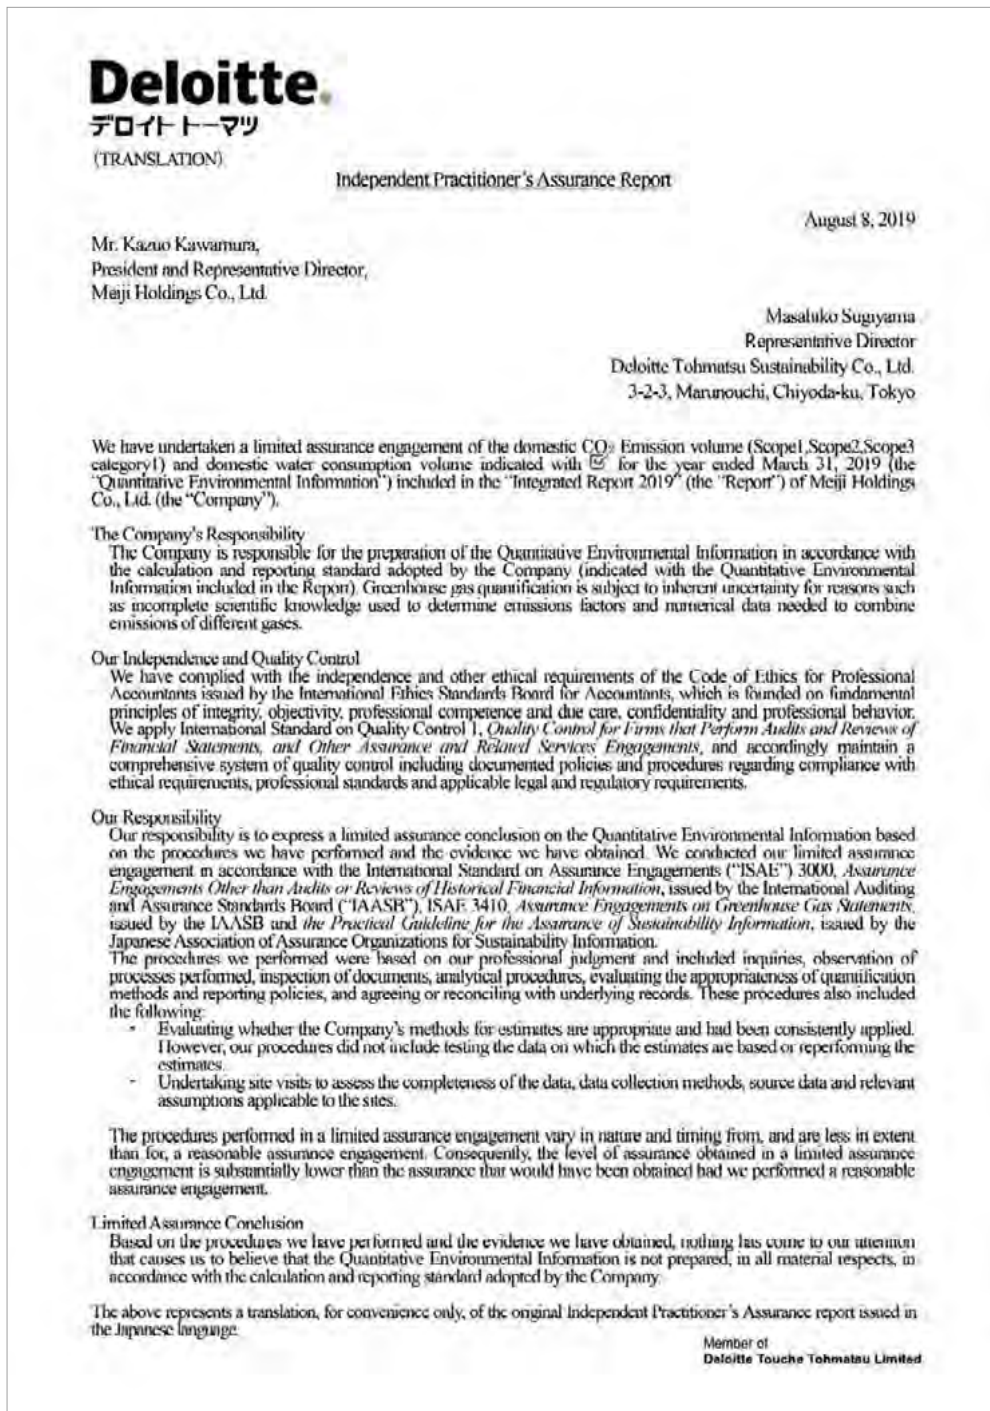 Deloitte.
デロイト トーマツ
(TRANSLATION)
Independent Practitioner's Assurance Report
August 8, 2019
Mr. Kazuo Kawamura,
President and Representative Director,
Meiji Holdings Co., Ltd.
Masahiko Sugiyama
Representative Director
Deloitte Tohmatsu Sustainability Co., Ltd.
3-2-3, Marunouchi, Chiyoda-ku, Tokyo
We have undertaken a limited assurance engagement of the domestic CO₂ Emission volume (Scope1,Scope2,Scope3
category1) and domestic water consumption volume indicated with ☑ for the year ended March 31, 2019 (the
"Quantitative Environmental Information") included in the "Integrated Report 2019" (the "Report") of Meiji Holdings
Co., Ltd. (the "Company").
The Company's Responsibility
The Company is responsible for the preparation of the Quantitative Environmental Information in accordance with
the calculation and reporting standard adopted by the Company (indicated with the Quantitative Environmental
Information included in the Report). Greenhouse gas quantification is subject to inherent uncertainty for reasons such
as incomplete scientific knowledge used to determine emissions factors and numerical data needed to combine
emissions of different gases.
Our Independence and Quality Control
We have complied with the independence and other ethical requirements of the Code of Ethics for Professional
Accountants issued by the International Ethics Standards Board for Accountants, which is founded on fundamental
principles of integrity, objectivity, professional competence and due care, confidentiality and professional behavior.
We apply International Standard on Quality Control 1, Quality Control for Firms that Perform Audits and Reviews of
Financial Statements, and Other Assurance and Related Services Engagements, and accordingly maintain a
comprehensive system of quality control including documented policies and procedures regarding compliance with
ethical requirements, professional standards and applicable legal and regulatory requirements.
Our Responsibility
Our responsibility is to express a limited assurance conclusion on the Quantitative Environmental Information based
on the procedures we have performed and the evidence we have obtained. We conducted our limited assurance
engagement in accordance with the International Standard on Assurance Engagements ("ISAE") 3000, Assurance
Engagements Other than Audits or Reviews of Historical Financial Information, issued by the International Auditing
and Assurance Standards Board ("IAASB"), ISAE 3410, Assurance Engagements on Greenhouse Gas Statements,
issued by the IAASB and the Practical Guideline for the Assurance of Sustainability Information, issued by the
Japanese Association of Assurance Organizations for Sustainability Information.
The procedures we performed were based on our professional judgment and included inquiries, observation of
processes performed, inspection of documents, analytical procedures, evaluating the appropriateness of quantification
methods and reporting policies, and agreeing or reconciling with underlying records. These procedures also included
the following:
- Evaluating whether the Company's methods for estimates are appropriate and had been consistently applied.
However, our procedures did not include testing the data on which the estimates are based or reperforming the
estimates.
- Undertaking site visits to assess the completeness of the data, data collection methods, source data and relevant
assumptions applicable to the sites.
The procedures performed in a limited assurance engagement vary in nature and timing from, and are less in extent
than for, a reasonable assurance engagement. Consequently, the level of assurance obtained in a limited assurance
engagement is substantially lower than the assurance that would have been obtained had we performed a reasonable
assurance engagement.
Limited Assurance Conclusion
Based on the procedures we have performed and the evidence we have obtained, nothing has come to our attention
that causes us to believe that the Quantitative Environmental Information is not prepared, in all material respects, in
accordance with the calculation and reporting standard adopted by the Company.
The above represents a translation, for convenience only, of the original Independent Practitioner's Assurance report issued in
the Japanese language.
Member of
Deloitte Touche Tohmatsu Limited